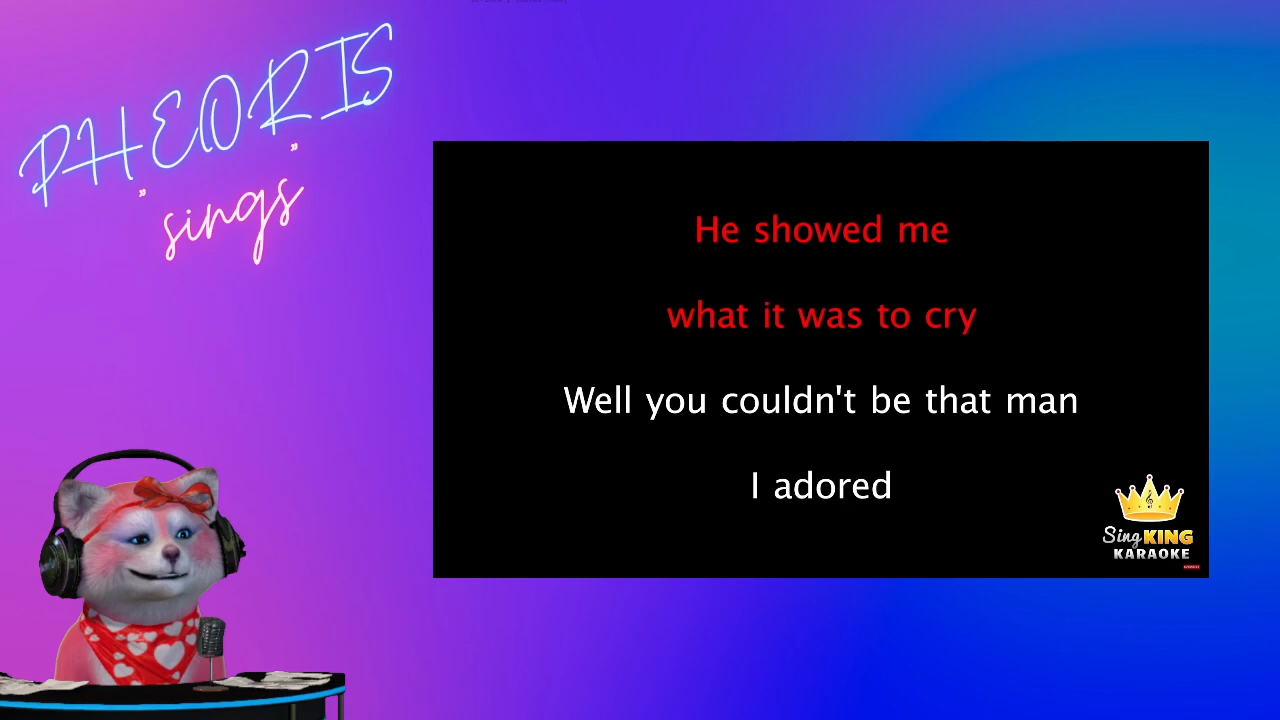 PHEORIS
sings
He showed me
what it was to cry
Well you couldn't be that man
I adored
Sing KING
KARAOKE